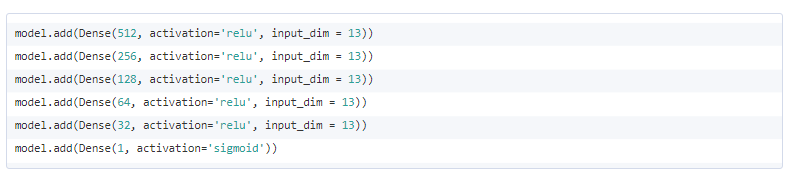 model.add(Dense(512, activation='relu', input_dim = 13))
model.add(Dense(256, activation='relu', input_dim = 13))
model.add(Dense(128, activation='relu', input_dim = 13))
model.add(Dense(64, activation='relu', input_dim = 13))
model.add(Dense(32, activation='relu', input_dim = 13))
model.add(Dense(1, activation='sigmoid'))